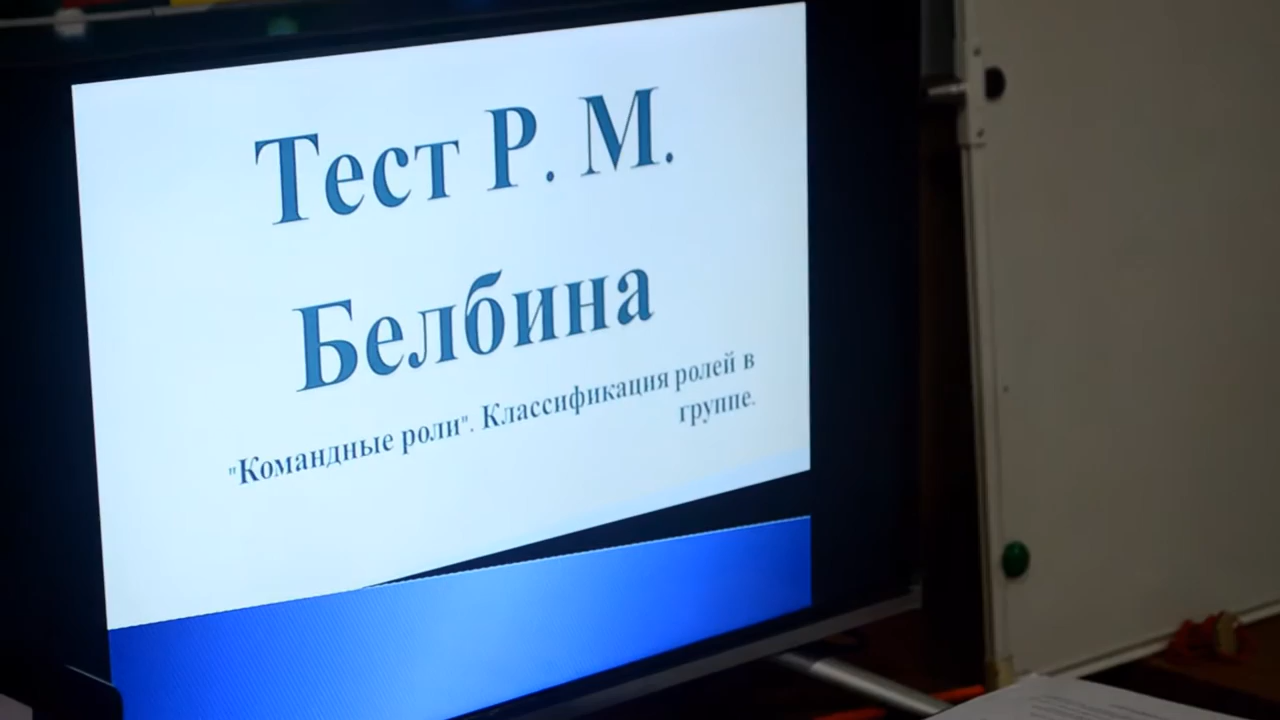 Тест Р. М.
Белбина
"Командные роли". Классификация ролей в
группе.